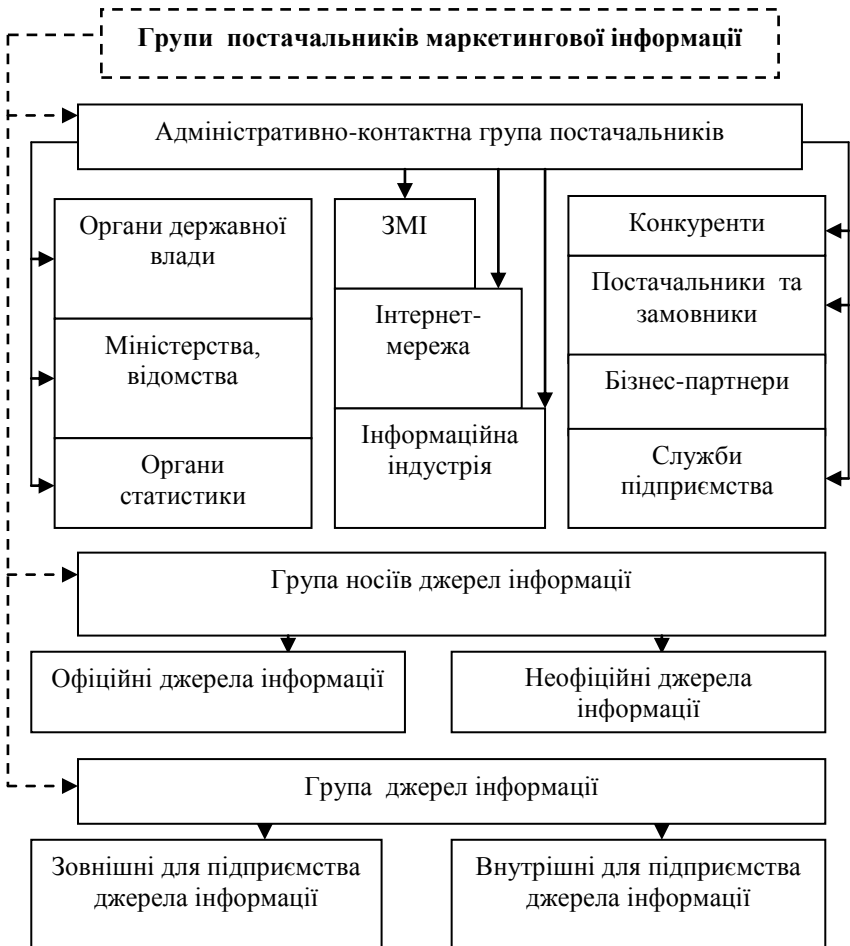 Групи постачальників маркетингової інформації
Адміністративно-контактна група постачальників
Органи державної
влади
Міністерства,
відомства
Органи
статистики
ЗМІ
Інтернет-
мережа
Інформаційна
індустрія
Конкуренти
Постачальники та
замовники
Бізнес-партнери
Служби
підприємства
Група носіїв джерел інформації
Офіційні джерела інформації
Неофіційні джерела
інформації
Група джерел інформації
Зовнішні для підприємства
джерела інформації
Внутрішні для підприємства
джерела інформації